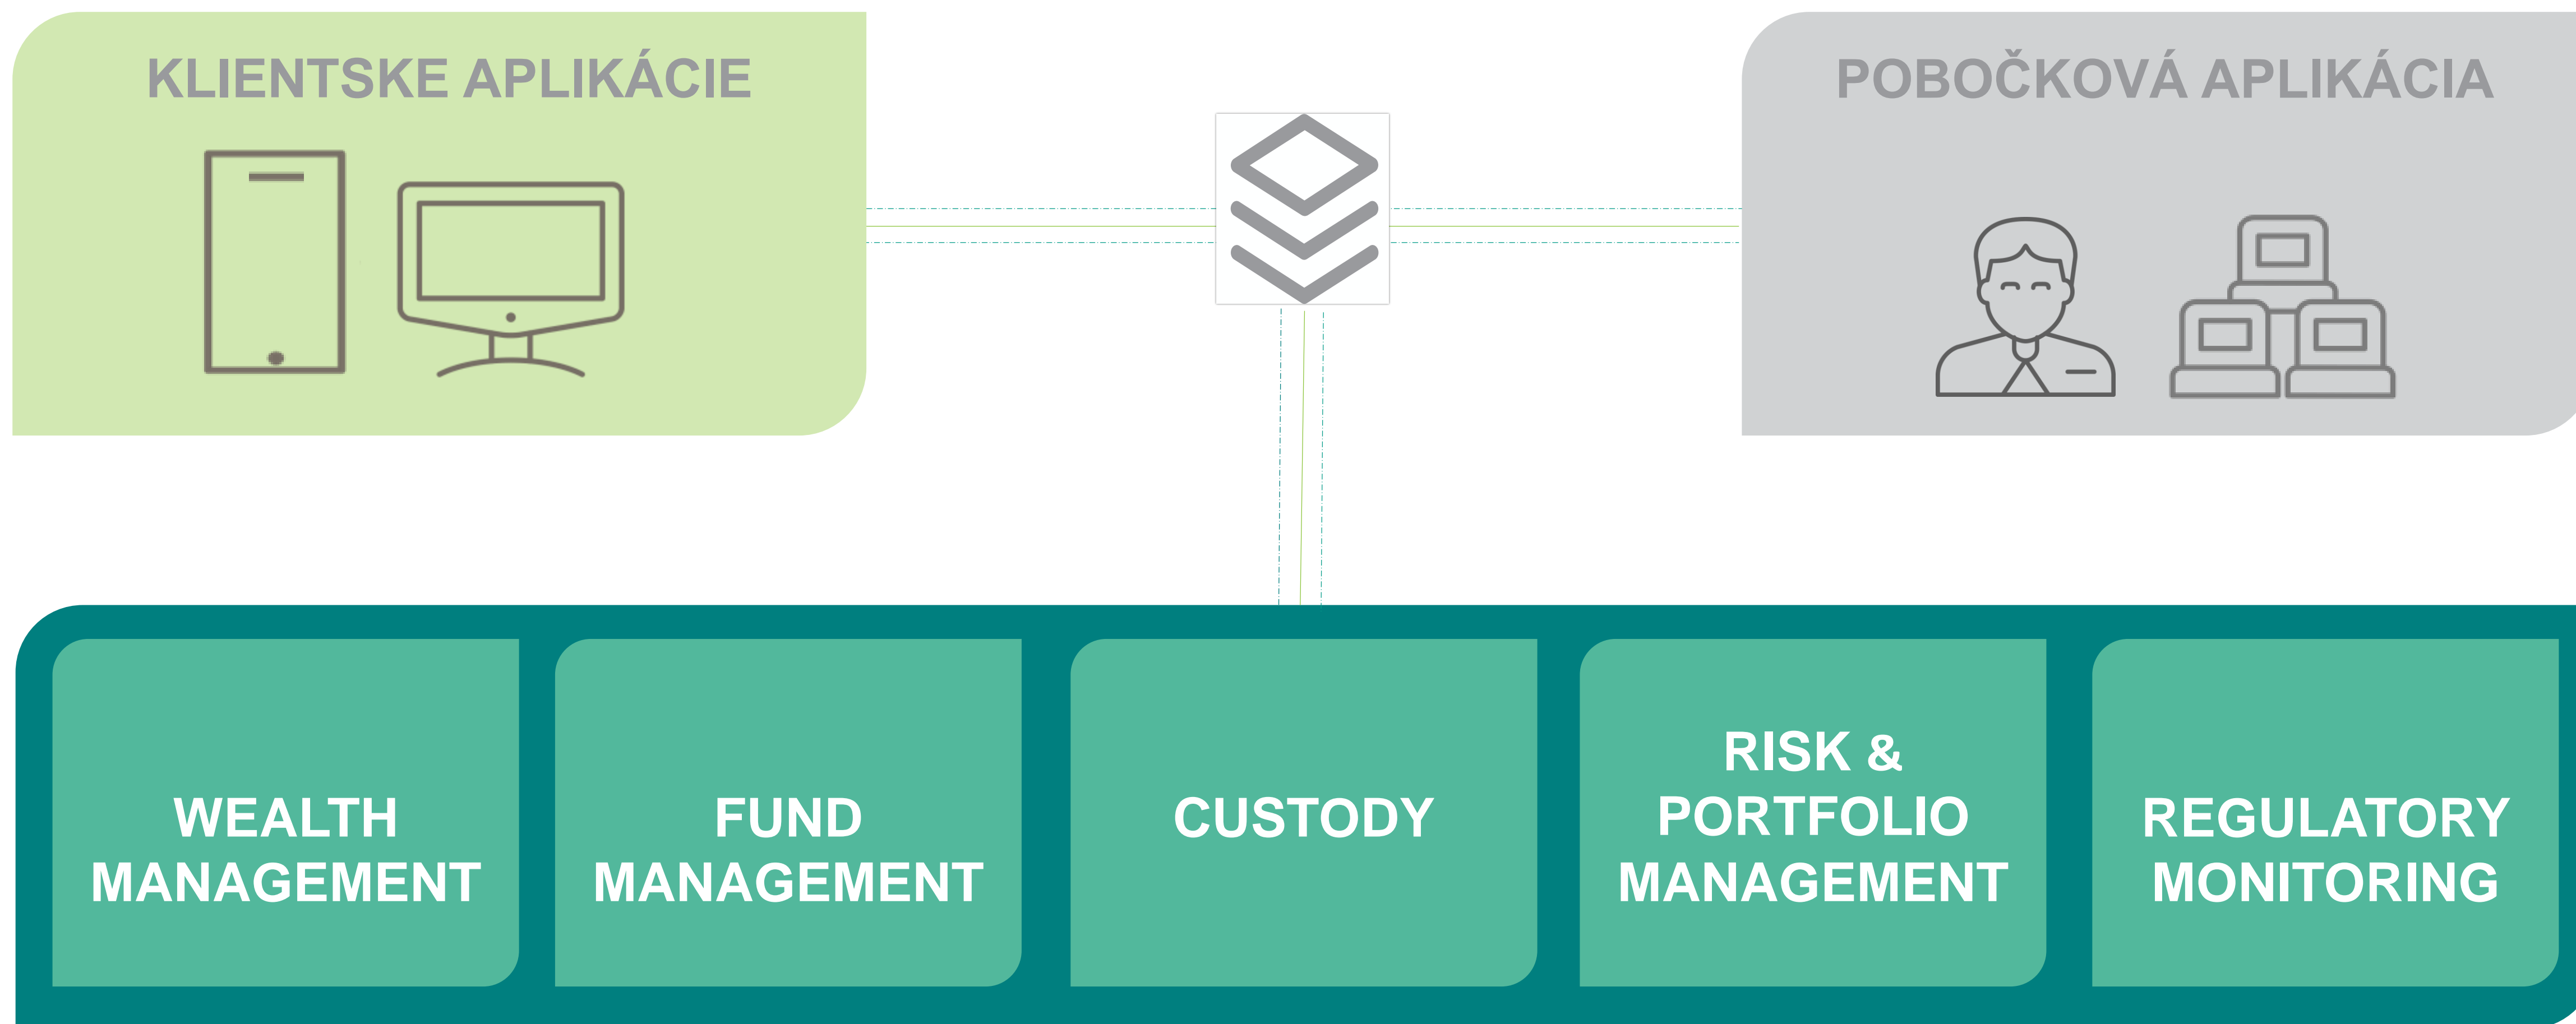 KLIENTSKE APLIKÁCIE
POBOČKOVÁ APLIKÁCIA
WEALTH
MANAGEMENT
FUND
MANAGEMENT
CUSTODY
RISK &
PORTFOLIO
MANAGEMENT
REGULATORY
MONITORING